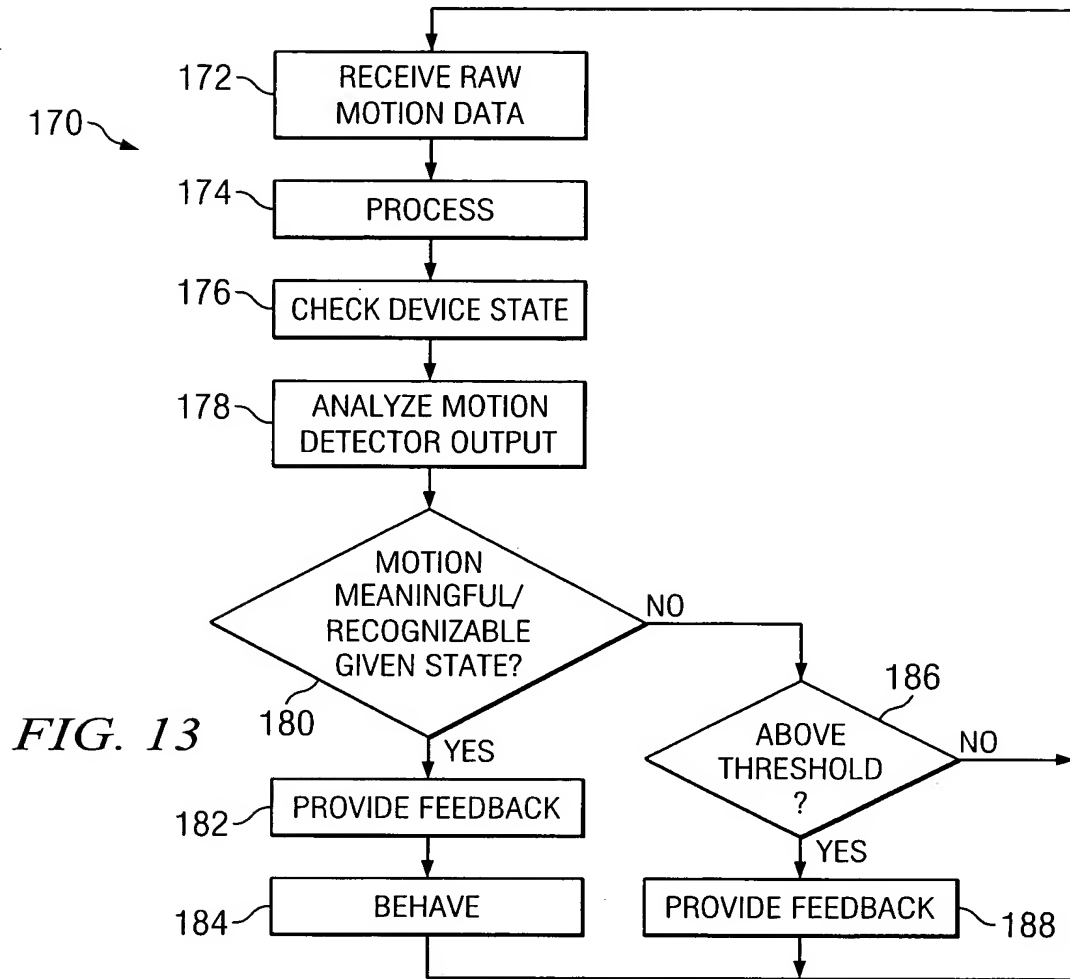 172
RECEIVE RAW
MOTION DATA
170
174
PROCESS
176
CHECK DEVICE STATE
178
ANALYZE MOTION
DETECTOR OUTPUT
MOTION
MEANINGFUL/
RECOGNIZABLE
GIVEN STATE?
NO
180
YES
186
ABOVE
THRESHOLD
?
NO
YES
FIG. 13
182
PROVIDE FEEDBACK
184
BEHAVE
PROVIDE FEEDBACK
188